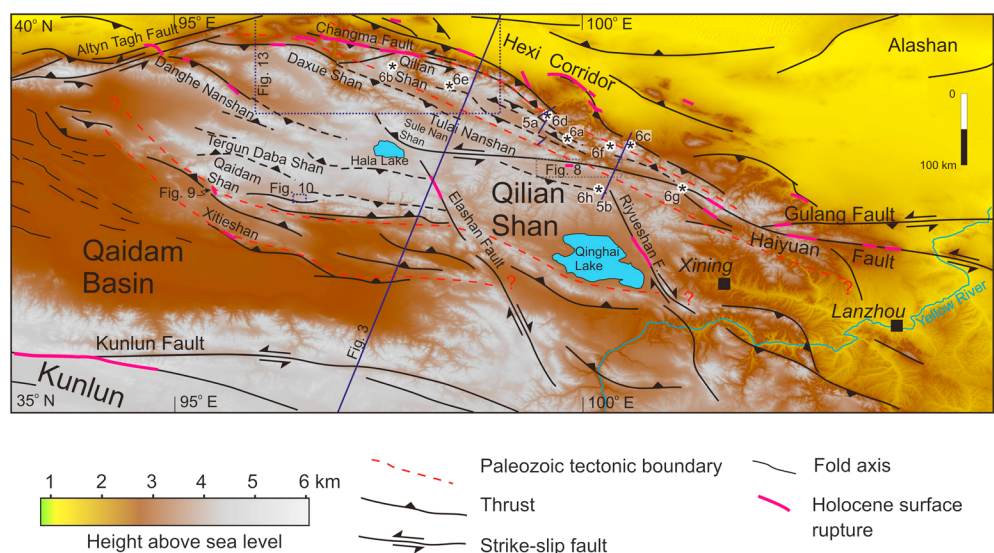 40° N
95° E
100° E
Altyn Tagh Fault
Changma Fault
Hexi
Corridor
Alashan
Fig. 13
Daxue Shan
Qilian
Shan
6b
6e
Danghe Nanshan
0
100 km
5a
6d
6a
6c
6f
Tulai Nanshan
Sule Nan
Shan
Hala Lake
Tergun Daba Shan
Qaidam
Shan
Fig. 8
Fig. 9
Fig. 10
6h
5b
6g
Qilian
Shan
Elashan Fault
Riyueshan F.
Xitieshan
Gulang Fault
Haiyuan
Fault
Qaidam
Basin
Qinghai
Lake
Xining
?
?
?
?
Lanzhou
Yellow River
Fig. 3
Kunlun Fault
Kunlun
35° N
95° E
100° E
1 2 3 4 5 6 km
Height above sea level
Paleozoic tectonic boundary
Thrust
Strike-slip fault
Fold axis
Holocene surface
rupture